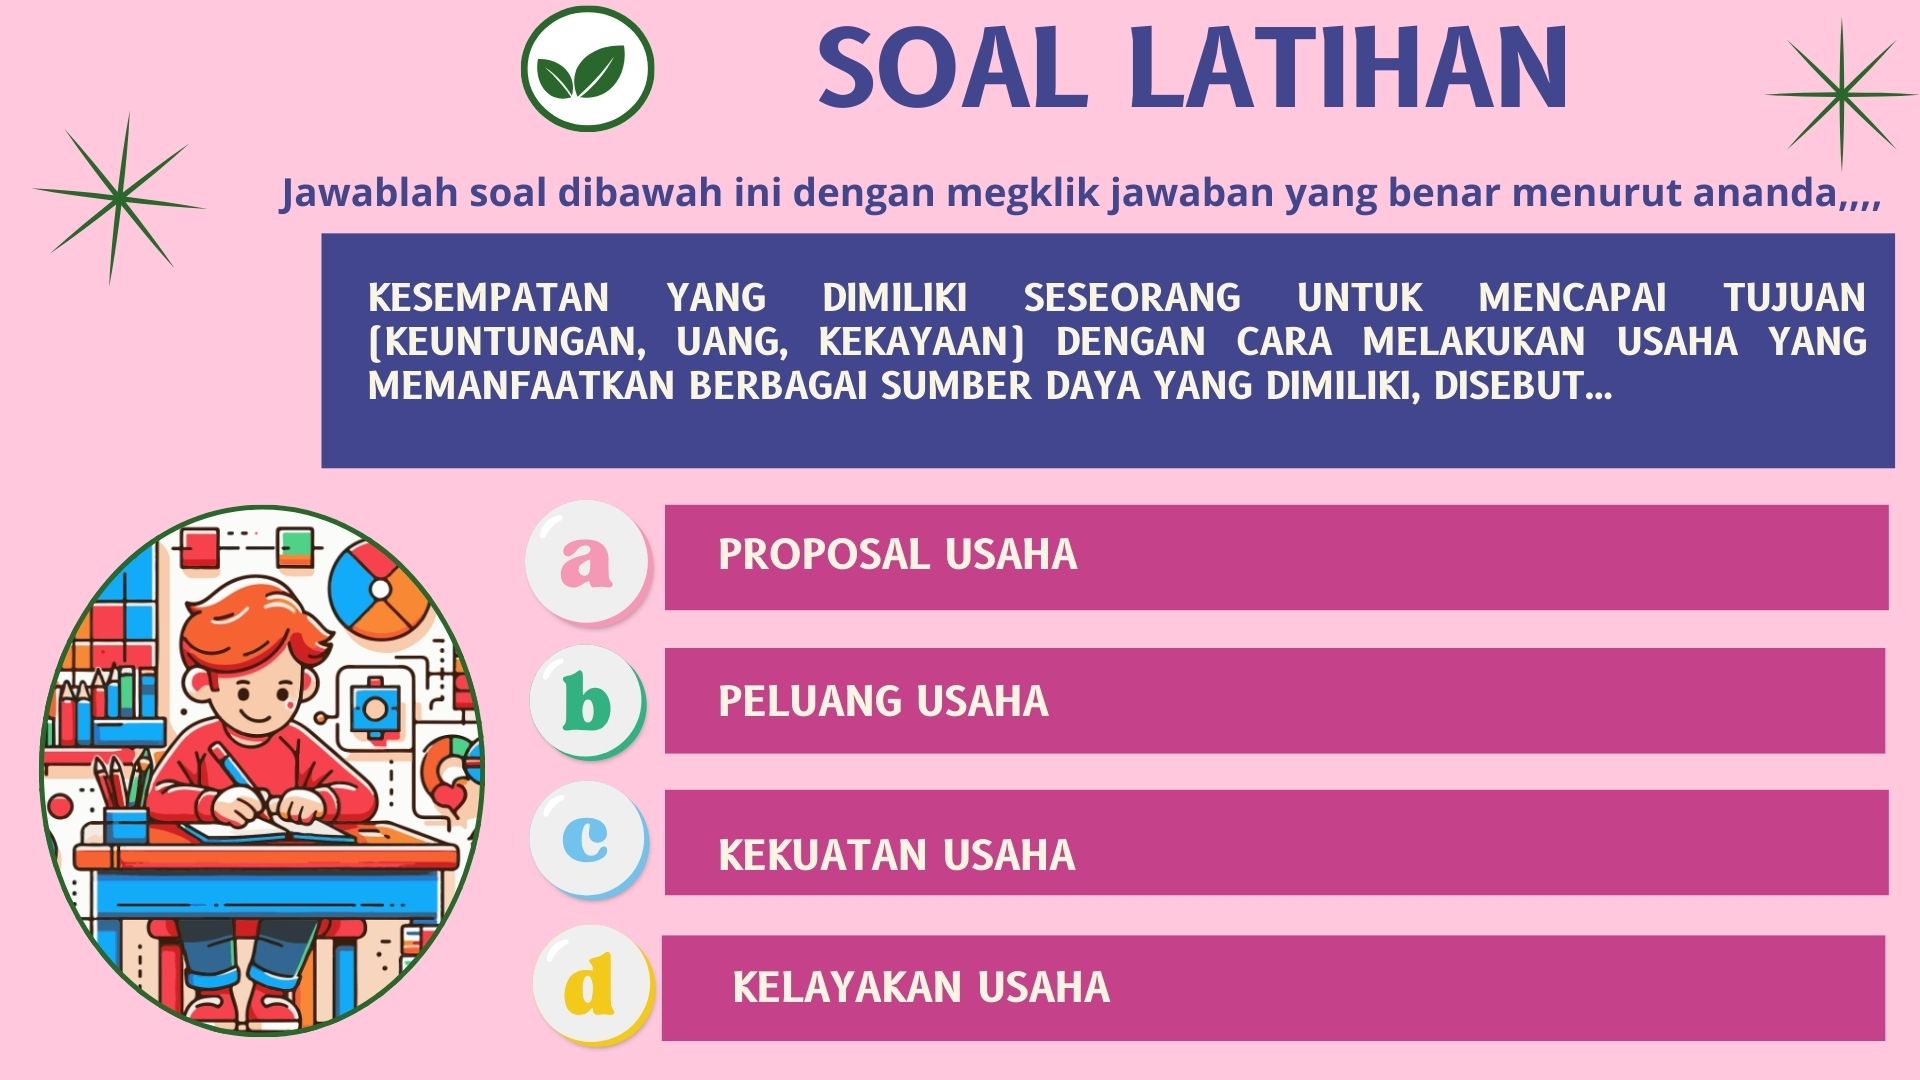 SOAL LATIHAN
Jawablah soal dibawah ini dengan megklik jawaban yang benar menurut ananda,,,,
KESEMPATAN YANG DIMILIKI SESEORANG UNTUK MENCAPAI TUJUAN
(KEUNTUNGAN, UANG, KEKAYAAN) DENGAN CARA MELAKUKAN USAHA YANG
MEMANFAATKAN BERBAGAI SUMBER DAYA YANG DIMILIKI, DISEBUT...
a PROPOSAL USAHA
b PELUANG USAHA
c KEKUATAN USAHA
d KELAYAKAN USAHA